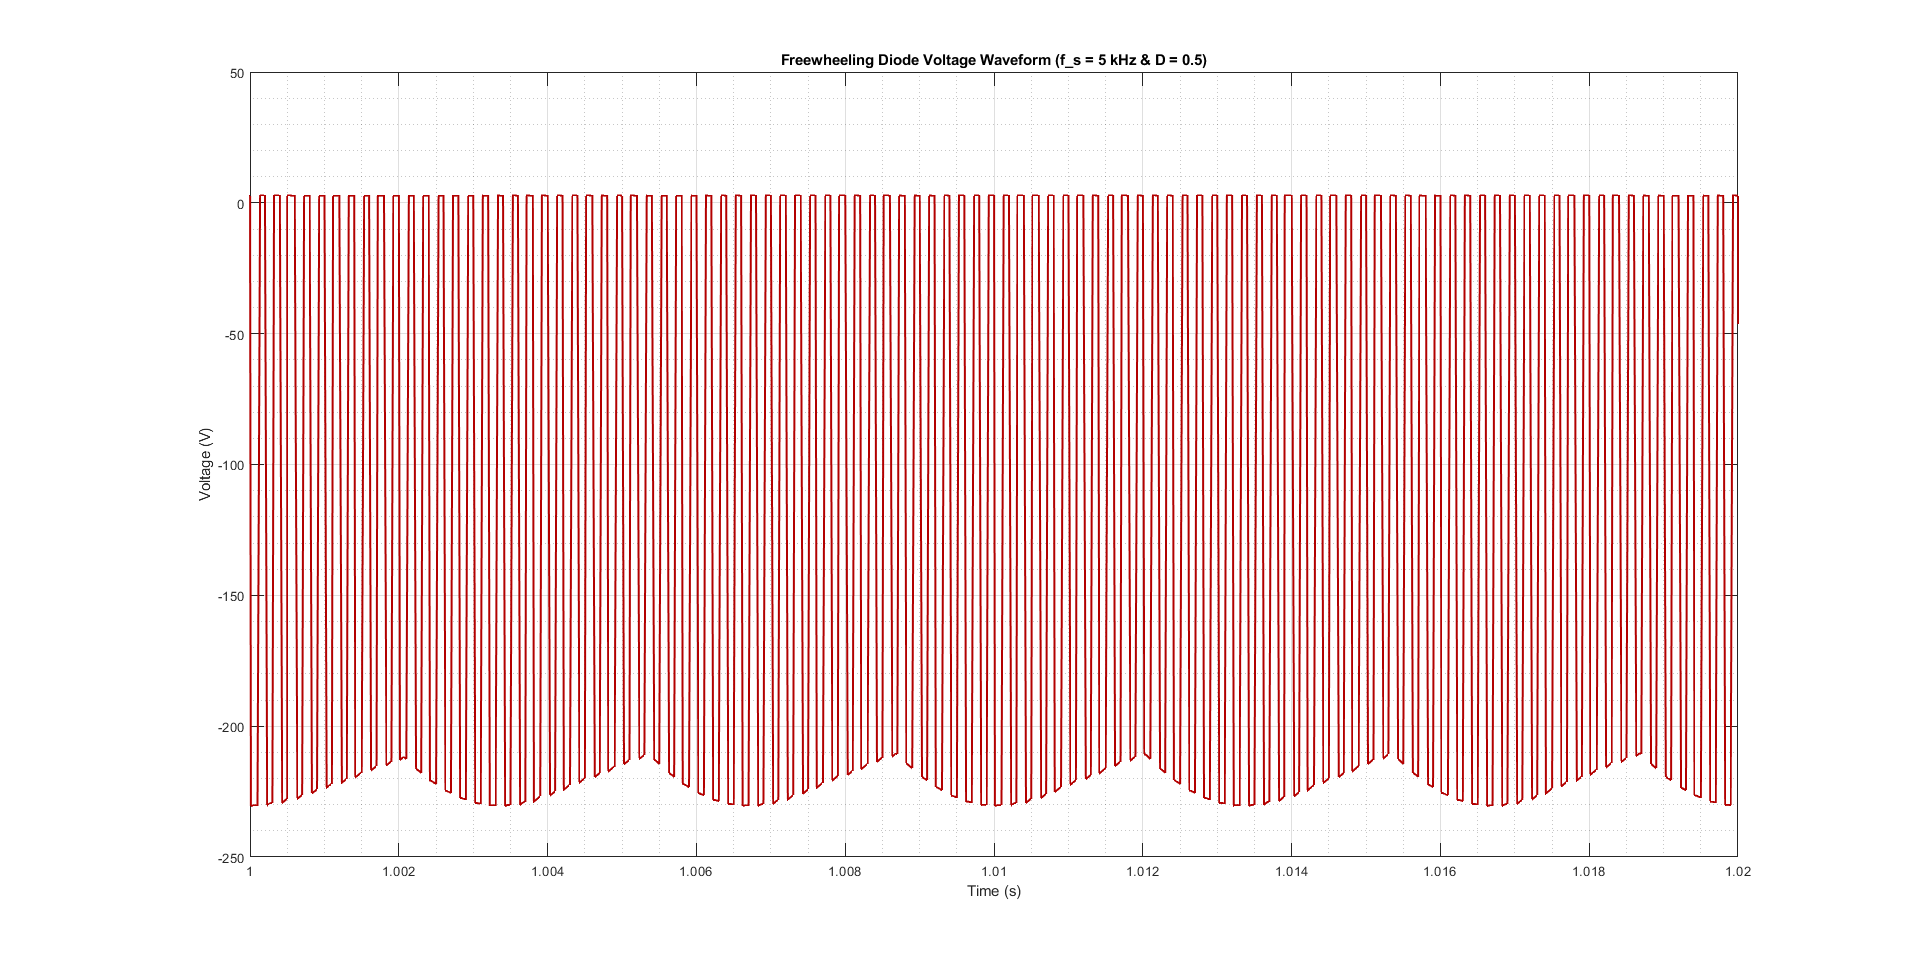 Freewheeling Diode Voltage Waveform (f_s = 5 kHz & D = 0.5)
50
0
-50
-100
-150
-200
-250
Voltage (V)
1 1.002 1.004 1.006 1.008 1.01 1.012 1.014 1.016 1.018 1.02
Time (s)